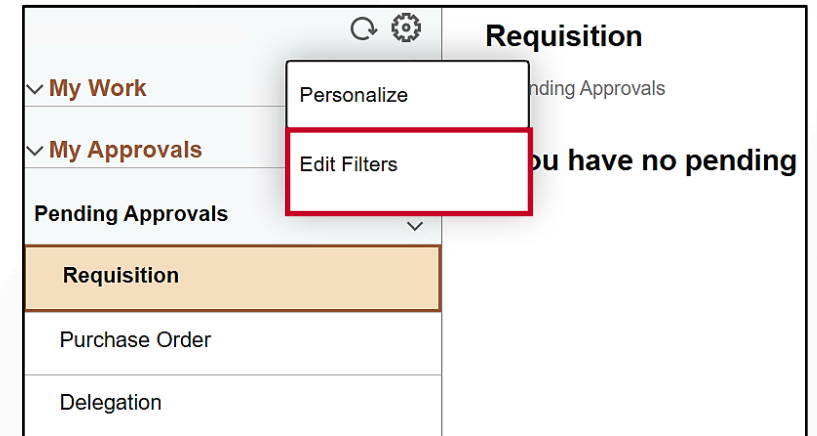 Requisition
My Work
Personalize
nding Approvals
My Approvals
Edit Filters
ou have no pending
Pending Approvals
Requisition
Purchase Order
Delegation